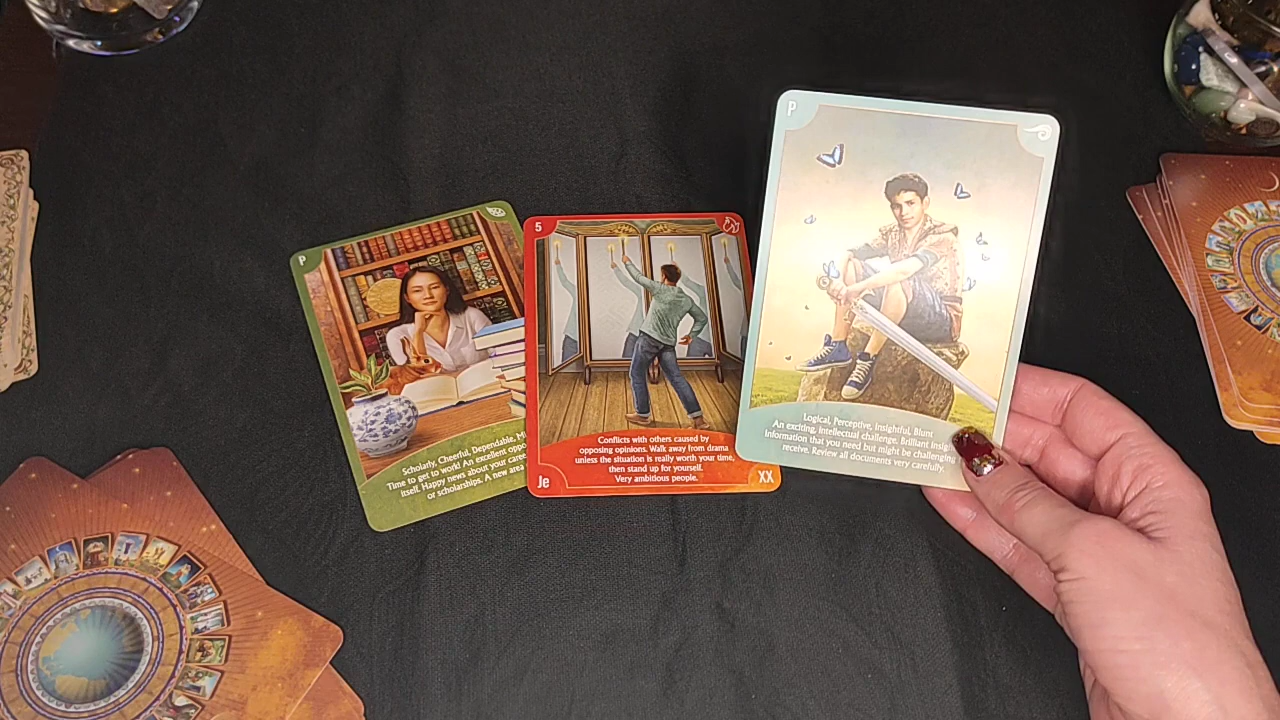 P
Scholarly, Cheerful, Dependable,
Time to get to work! An excellent
itself. Happy news about your
or scholarships. A new area
5
Conflicts with others caused by
opposing opinions. Walk away from drama
unless the situation is really worth your time,
then stand up for yourself.
Very ambitious people.
Je
XX
P
Logical, Perceptive, Insightful, Blunt
An exciting, intellectual challenge. Brilliant
information that you need but might be challenging
receive. Review all documents very carefully.